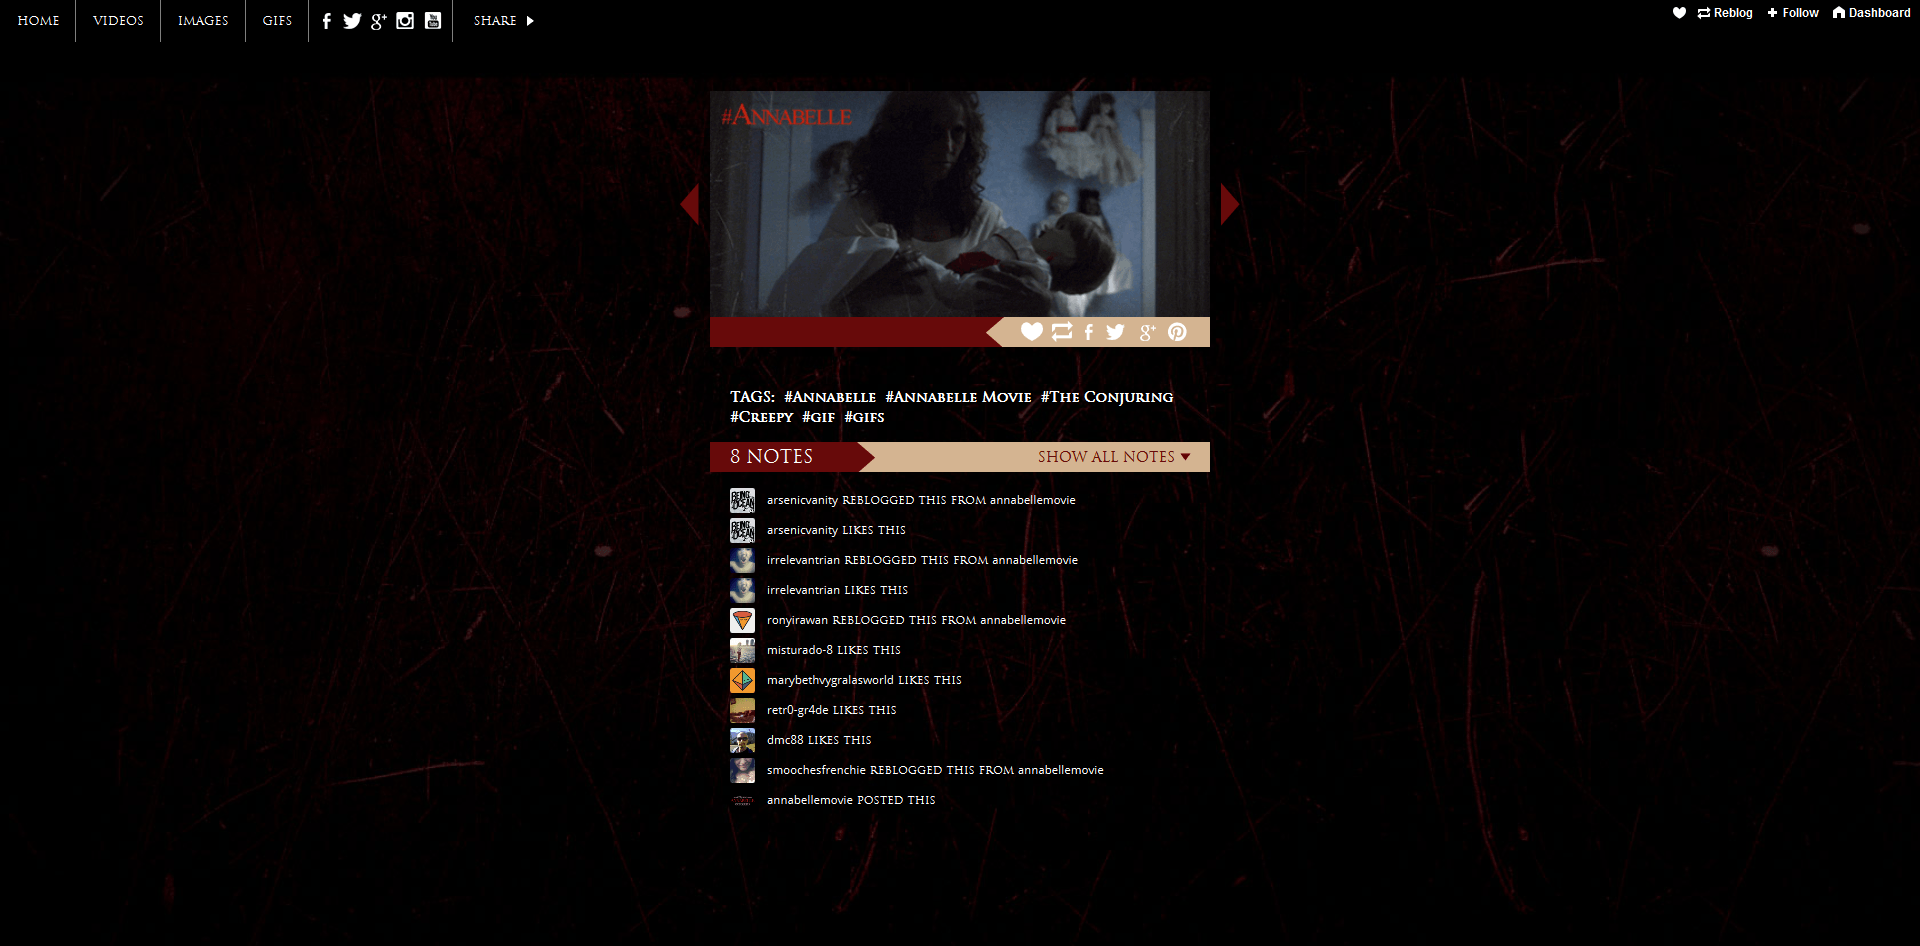 HOME VIDEOS IMAGES GIFS SHARE
Reblog Follow Dashboard
#ANNABELLE
TAGS: #ANNABELLE #ANNABELLE MOVIE #THE CONJURING
#CREEPY #GIF #GIFS
8 NOTES SHOW ALL NOTES
arsenicvanity REBLOGGED THIS FROM annabellemovie
arsenicvanity LIKES THIS
irrelevantrian REBLOGGED THIS FROM annabellemovie
irrelevantrian LIKES THIS
ronyirawan REBLOGGED THIS FROM annabellemovie
misturado-8 LIKES THIS
marybethvygralasworld LIKES THIS
retr0-gr4de LIKES THIS
dmc88 LIKES THIS
smoochesfrenchie REBLOGGED THIS FROM annabellemovie
annabellemovie POSTED THIS